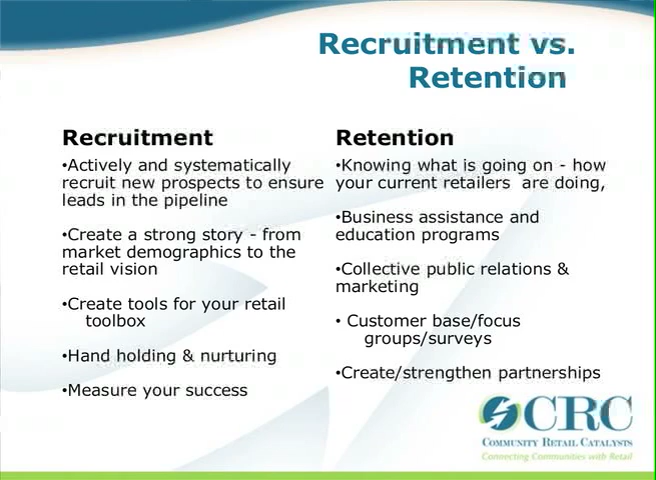 Recruitment vs.
Retention
Recruitment
•Actively and systematically
recruit new prospects to ensure
leads in the pipeline
•Create a strong story - from
market demographics to the
retail vision
•Create tools for your retail
toolbox
•Hand holding & nurturing
•Measure your success
Retention
•Knowing what is going on - how
your current retailers are doing,
•Business assistance and
education programs
•Collective public relations &
marketing
• Customer base/focus
groups/surveys
•Create/strengthen partnerships
CRC
COMMUNITY RETAIL CATALYSTS
Connecting Communities with Retail